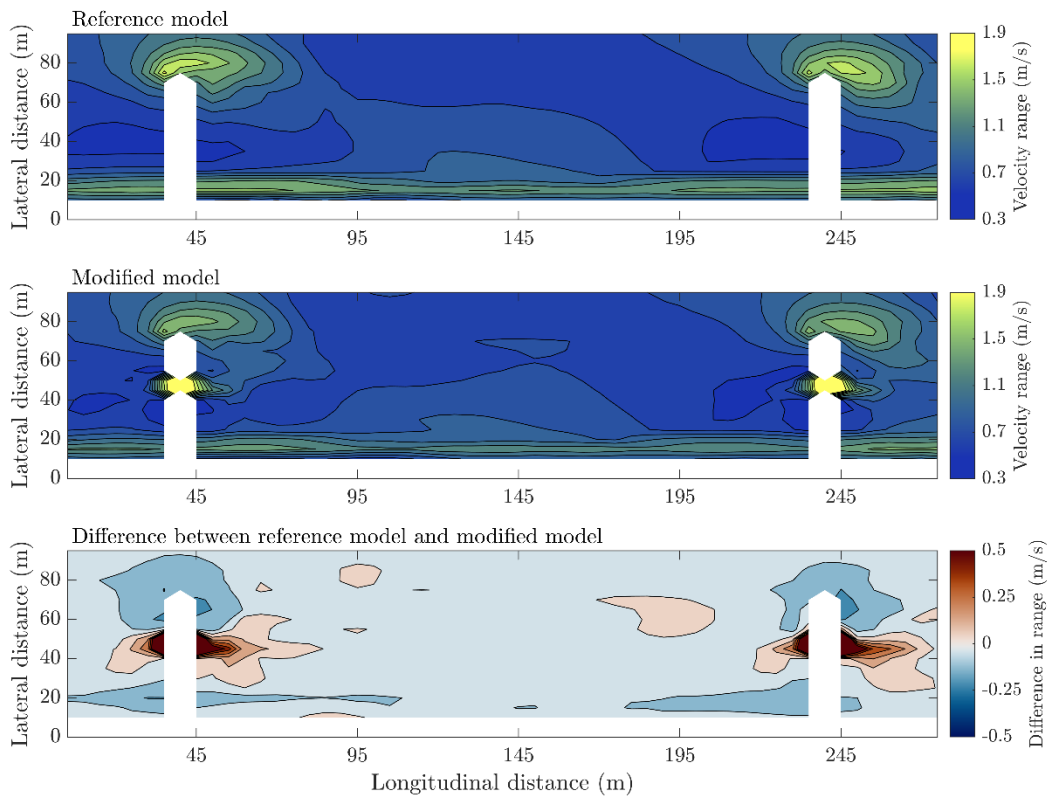 Reference model
Lateral distance (m)
80
60
40
20
0
45 95 145 195 245
1.9
1.5
1.1
0.7
0.3
Velocity range (m/s)
Modified model
Lateral distance (m)
80
60
40
20
0
45 95 145 195 245
1.9
1.5
1.1
0.7
0.3
Velocity range (m/s)
Difference between reference model and modified model
Lateral distance (m)
80
60
40
20
0
45 95 145 195 245
Longitudinal distance (m)
0.5
0.25
0
-0.25
-0.5
Difference in range (m/s)